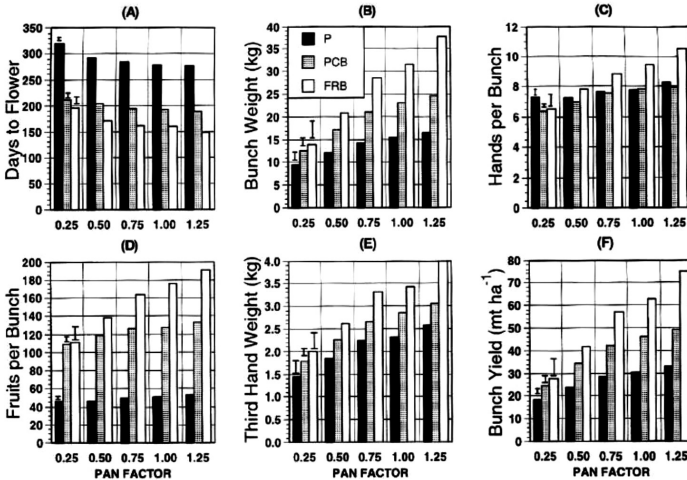 (A)
Days to Flower
350
300
250
200
150
100
50
0
0.25 0.50 0.75 1.00 1.25
(B)
Bunch Weight (kg)
40
35
30
25
20
15
10
5
0
P
PCB
FRB
0.25 0.50 0.75 1.00 1.25
(C)
Hands per Bunch
12
10
8
6
4
2
0
0.25 0.50 0.75 1.00 1.25
(D)
Fruits per Bunch
200
180
160
140
120
100
80
60
40
20
0
0.25 0.50 0.75 1.00 1.25
PAN FACTOR
(E)
Third Hand Weight (kg)
4.0
3.5
3.0
2.5
2.0
1.5
1.0
0.5
0.0
0.25 0.50 0.75 1.00 1.25
PAN FACTOR
(F)
Bunch Yield (mt ha⁻¹)
80
70
60
50
40
30
20
10
0
0.25 0.50 0.75 1.00 1.25
PAN FACTOR